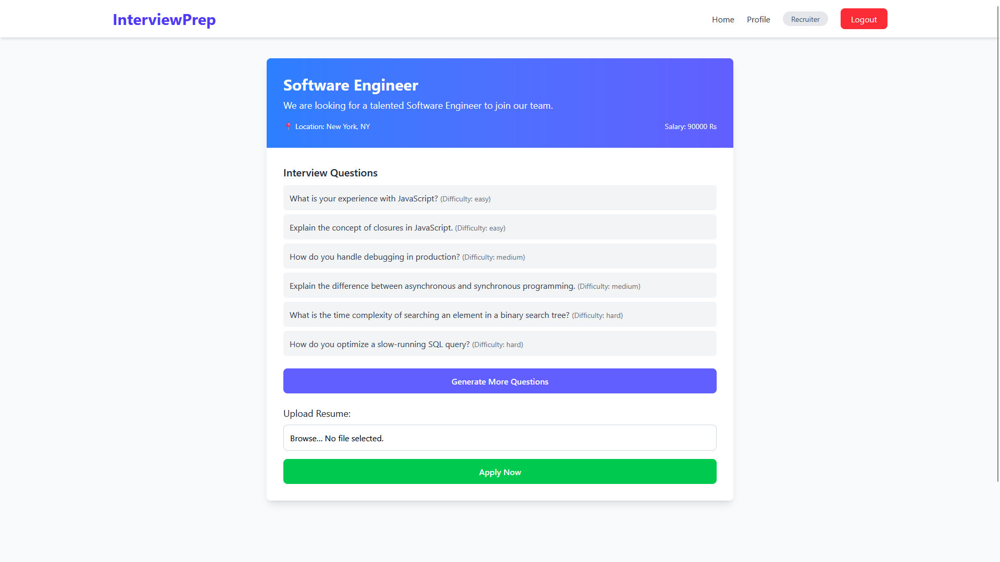 InterviewPrep
Home Profile Recruiter Logout
Software Engineer
We are looking for a talented Software Engineer to join our team.
📍 Location: New York, NY Salary: 90000 Rs
Interview Questions
What is your experience with JavaScript? (Difficulty: easy)
Explain the concept of closures in JavaScript. (Difficulty: easy)
How do you handle debugging in production? (Difficulty: medium)
Explain the difference between asynchronous and synchronous programming. (Difficulty: medium)
What is the time complexity of searching an element in a binary search tree? (Difficulty: hard)
How do you optimize a slow-running SQL query? (Difficulty: hard)
Generate More Questions
Upload Resume:
Browse... No file selected.
Apply Now